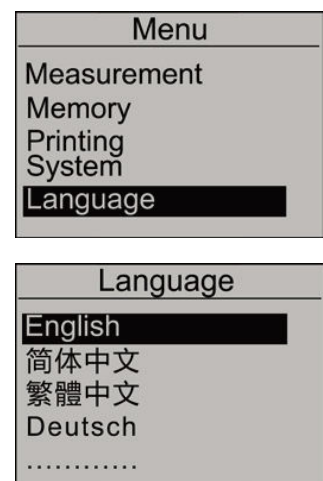 Menu
Measurement
Memory
Printing
System
Language
Language
English
简体中文
繁體中文
Deutsch
............